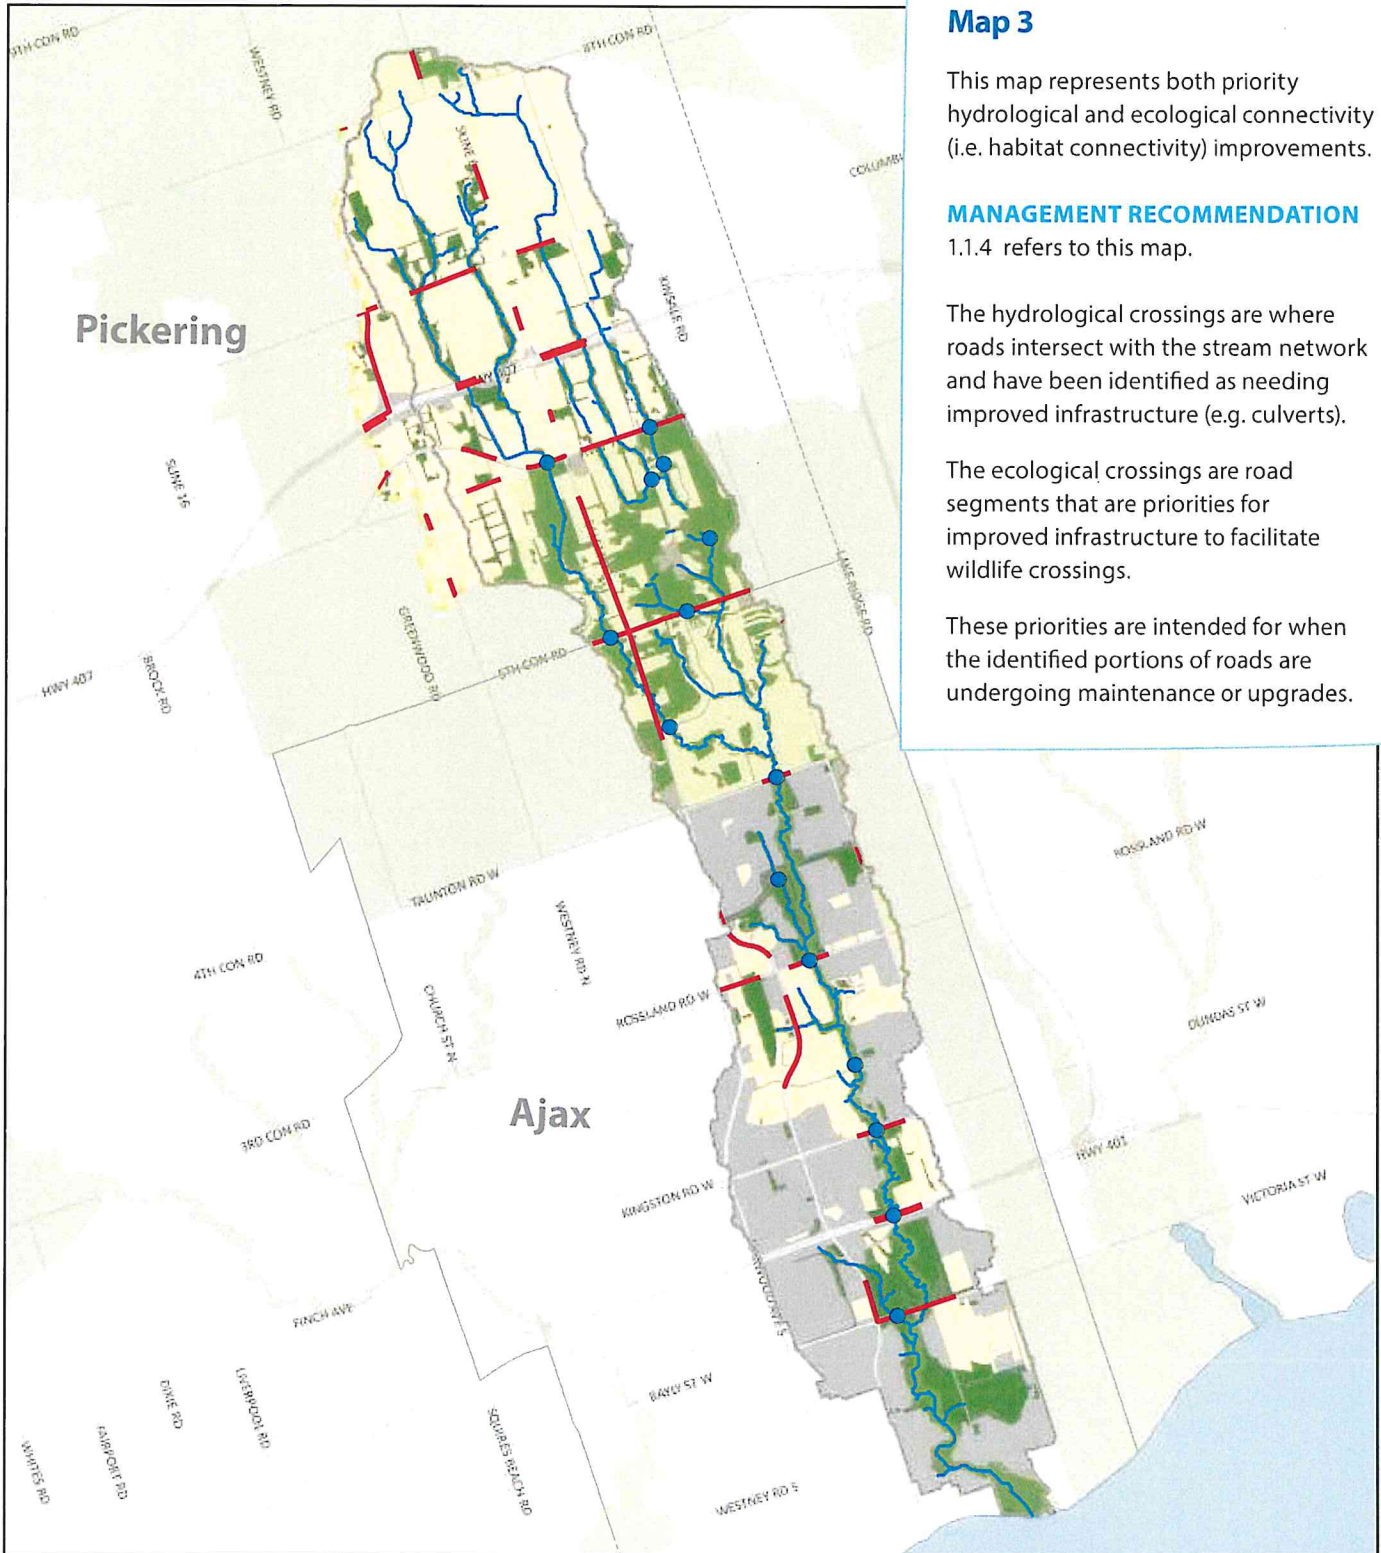 Map 3
This map represents both priority
hydrological and ecological connectivity
(i.e. habitat connectivity) improvements.
MANAGEMENT RECOMMENDATION
1.1.4 refers to this map.
The hydrological crossings are where
roads intersect with the stream network
and have been identified as needing
improved infrastructure (e.g. culverts).
The ecological crossings are road
segments that are priorities for
improved infrastructure to facilitate
wildlife crossings.
These priorities are intended for when
the identified portions of roads are
undergoing maintenance or upgrades.
9TH CON RD
WESTNEY RD
8TH CON RD
KINSALE RD
Pickering
HWY 407
GREENWOOD RD
5TH CON RD
LAKE RIDGE RD
HWY 407
BROCK RD
TAUNTON RD W
ROSSLAND RD W
4TH CON RD
WESTNEY RD N
CHURCH ST N
ROSSLAND RD W
DUNDAS ST W
Ajax
3RD CON RD
HWY 401
KINGSTON RD W
VICTORIA ST W
FINCH AVE
BAYLY ST W
DIXIE RD
LIVERPOOL RD
FAIRPORT RD
WHITES RD
SQUIRES BEACH RD
WESTNEY RD S